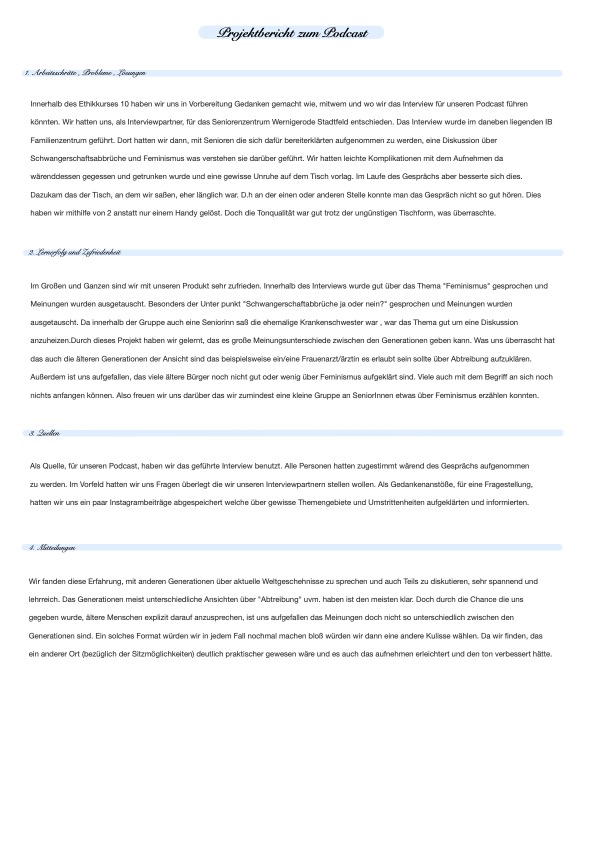 Projektbericht zum Podcast
1. Arbeitsschritte , Probleme , Lösungen
Innerhalb des Ethikkurses 10 haben wir uns in Vorbereitung Gedanken gemacht wie, mitwem und wo wir das Interview für unseren Podcast führen
könnten. Wir hatten uns, als Interviewpartner, für das Seniorenzentrum Wernigerode Stadtfeld entschieden. Das Interview wurde im daneben liegenden IB
Familienzentrum geführt. Dort hatten wir dann, mit Senioren die sich dafür bereiterklärten aufgenommen zu werden, eine Diskussion über
Schwangerschaftsabbrüche und Feminismus was verstehen sie darüber geführt. Wir hatten leichte Komplikationen mit dem Aufnehmen da
wärenddessen gegessen und getrunken wurde und eine gewisse Unruhe auf dem Tisch vorlag. Im Laufe des Gesprächs aber besserte sich dies.
Dazukam das der Tisch, an dem wir saßen, eher länglich war. D.h an der einen oder anderen Stelle konnte man das Gespräch nicht so gut hören. Dies
haben wir mithilfe von 2 anstatt nur einem Handy gelöst. Doch die Tonqualität war gut trotz der ungünstigen Tischform, was überraschte.
2. Lernerfolg und Zufriedenheit
Im Großen und Ganzen sind wir mit unseren Produkt sehr zufrieden. Innerhalb des Interviews wurde gut über das Thema "Feminismus" gesprochen und
Meinungen wurden ausgetauscht. Besonders der Unter punkt "Schwangerschaftabbrüche ja oder nein?" gesprochen und Meinungen wurden
ausgetauscht. Da innerhalb der Gruppe auch eine Seniorinn saß die ehemalige Krankenschwester war , war das Thema gut um eine Diskussion
anzuheizen.Durch dieses Projekt haben wir gelernt, das es große Meinungsunterschiede zwischen den Generationen geben kann. Was uns überrascht hat
das auch die älteren Generationen der Ansicht sind das beispielsweise ein/eine Frauenarzt/ärztin es erlaubt sein sollte über Abtreibung aufzuklären.
Außerdem ist uns aufgefallen, das viele ältere Bürger noch nicht gut oder wenig über Feminismus aufgeklärt sind. Viele auch mit dem Begriff an sich noch
nichts anfangen können. Also freuen wir uns darüber das wir zumindest eine kleine Gruppe an SeniorInnen etwas über Feminismus erzählen konnten.
3. Quellen
Als Quelle, für unseren Podcast, haben wir das geführte Interview benutzt. Alle Personen hatten zugestimmt wärend des Gesprächs aufgenommen
zu werden. Im Vorfeld hatten wir uns Fragen überlegt die wir unseren Interviewpartnern stellen wollen. Als Gedankenanstöße, für eine Fragestellung,
hatten wir uns ein paar Instagrambeiträge abgespeichert welche über gewisse Themengebiete und Umstrittenheiten aufgeklärten und informierten.
4. Mitteilungen
Wir fanden diese Erfahrung, mit anderen Generationen über aktuelle Weltgeschehnisse zu sprechen und auch Teils zu diskutieren, sehr spannend und
lehrreich. Das Generationen meist unterschiedliche Ansichten über "Abtreibung" uvm. haben ist den meisten klar. Doch durch die Chance die uns
gegeben wurde, ältere Menschen explizit darauf anzusprechen, ist uns aufgefallen das Meinungen doch nicht so unterschiedlich zwischen den
Generationen sind. Ein solches Format würden wir in jedem Fall nochmal machen bloß würden wir dann eine andere Kulisse wählen. Da wir finden, das
ein anderer Ort (bezüglich der Sitzmöglichkeiten) deutlich praktischer gewesen wäre und es auch das aufnehmen erleichtert und den ton verbessert hätte.